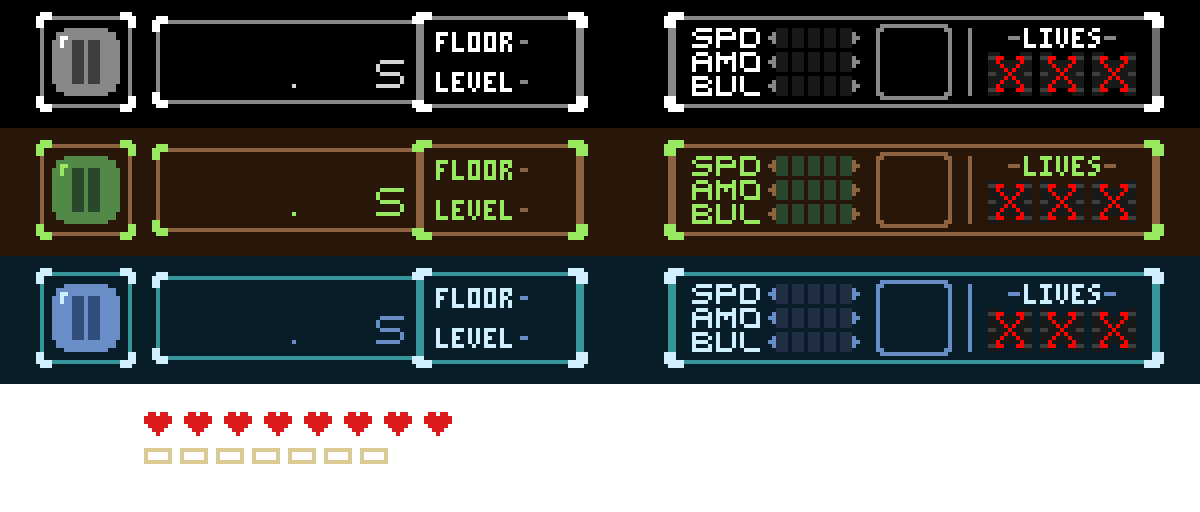 FLOOR-
. S
LEVEL-
SPD
AMO
BUL
-LIVES-
X X X
FLOOR-
. S
LEVEL-
SPD
AMO
BUL
-LIVES-
X X X
FLOOR-
. S
LEVEL-
SPD
AMO
BUL
-LIVES-
X X X